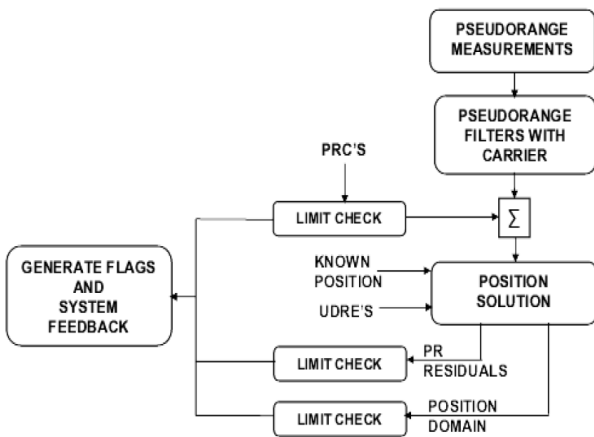 PSEUDORANGE
MEASUREMENTS
PSEUDORANGE
FILTERS WITH
CARRIER
PRC'S
LIMIT CHECK
Σ
GENERATE FLAGS
AND
SYSTEM
FEEDBACK
KNOWN
POSITION
UDRE'S
POSITION
SOLUTION
LIMIT CHECK
PR
RESIDUALS
LIMIT CHECK
POSITION
DOMAIN